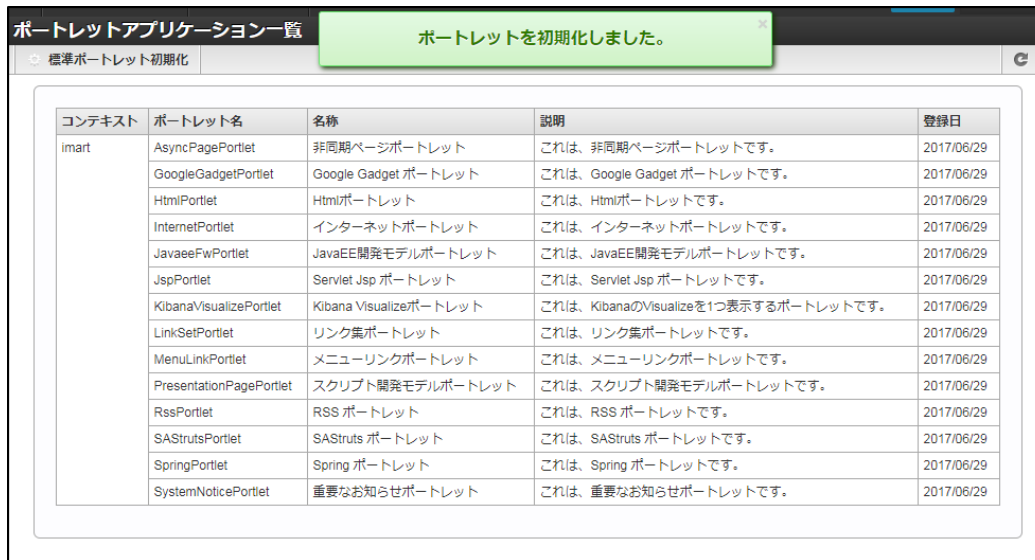 ポートレットアプリケーション一覧
ポートレットを初期化しました。
×
標準ポートレット初期化
コンテキスト ポートレット名 名称 説明 登録日
imart AsyncPagePortlet 非同期ページポートレット これは、非同期ページポートレットです。 2017/06/29
GoogleGadgetPortlet Google Gadget ポートレット これは、Google Gadget ポートレットです。 2017/06/29
HtmlPortlet Htmlポートレット これは、Htmlポートレットです。 2017/06/29
InternetPortlet インターネットポートレット これは、インターネットポートレットです。 2017/06/29
JavaeeFwPortlet JavaEE開発モデルポートレット これは、JavaEE開発モデルポートレットです。 2017/06/29
JspPortlet Servlet Jsp ポートレット これは、Servlet Jsp ポートレットです。 2017/06/29
KibanaVisualizePortlet Kibana Visualizeポートレット これは、KibanaのVisualizeを1つ表示するポートレットです。 2017/06/29
LinkSetPortlet リンク集ポートレット これは、リンク集ポートレットです。 2017/06/29
MenuLinkPortlet メニューリンクポートレット これは、メニューリンクポートレットです。 2017/06/29
PresentationPagePortlet スクリプト開発モデルポートレット これは、スクリプト開発モデルポートレットです。 2017/06/29
RssPortlet RSS ポートレット これは、RSS ポートレットです。 2017/06/29
SAStrutsPortlet SAStruts ポートレット これは、SAStruts ポートレットです。 2017/06/29
SpringPortlet Spring ポートレット これは、Spring ポートレットです。 2017/06/29
SystemNoticePortlet 重要なお知らせポートレット これは、重要なお知らせポートレットです。 2017/06/29